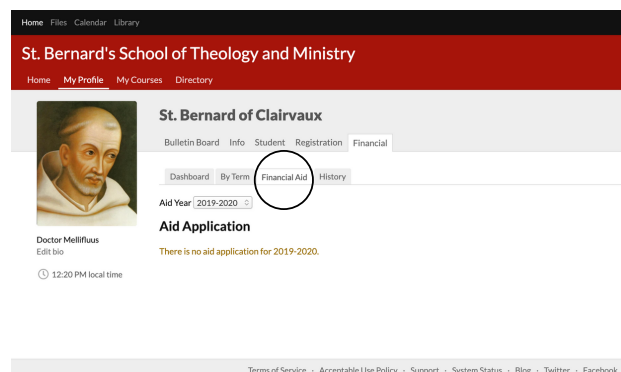 Home Files Calendar Library
St. Bernard's School of Theology and Ministry
Home My Profile My Courses Directory
St. Bernard of Clairvaux
Bulletin Board Info Student Registration Financial
Dashboard By Term Financial Aid History
Aid Year 2019-2020
Aid Application
There is no aid application for 2019-2020.
Doctor Mellifluus
Edit bio
12:20 PM local time
Terms of Service · Acceptable Use Policy · Support · System Status · Blog · Twitter · Facebook